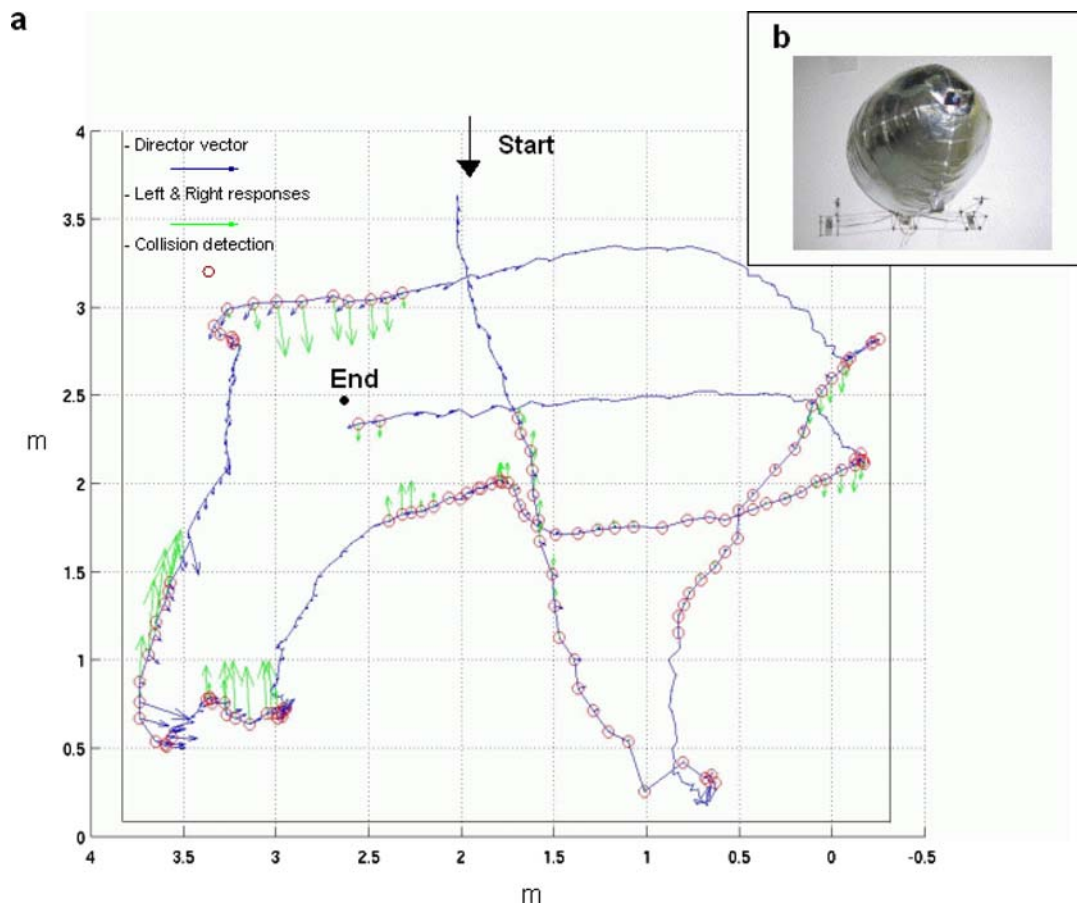 a
b
4
Start
- Director vector
- Left & Right responses
- Collision detection
3.5
3
End
2.5
m
2
1.5
1
0.5
0
4 3.5 3 2.5 2 1.5 1 0.5 0 -0.5
m